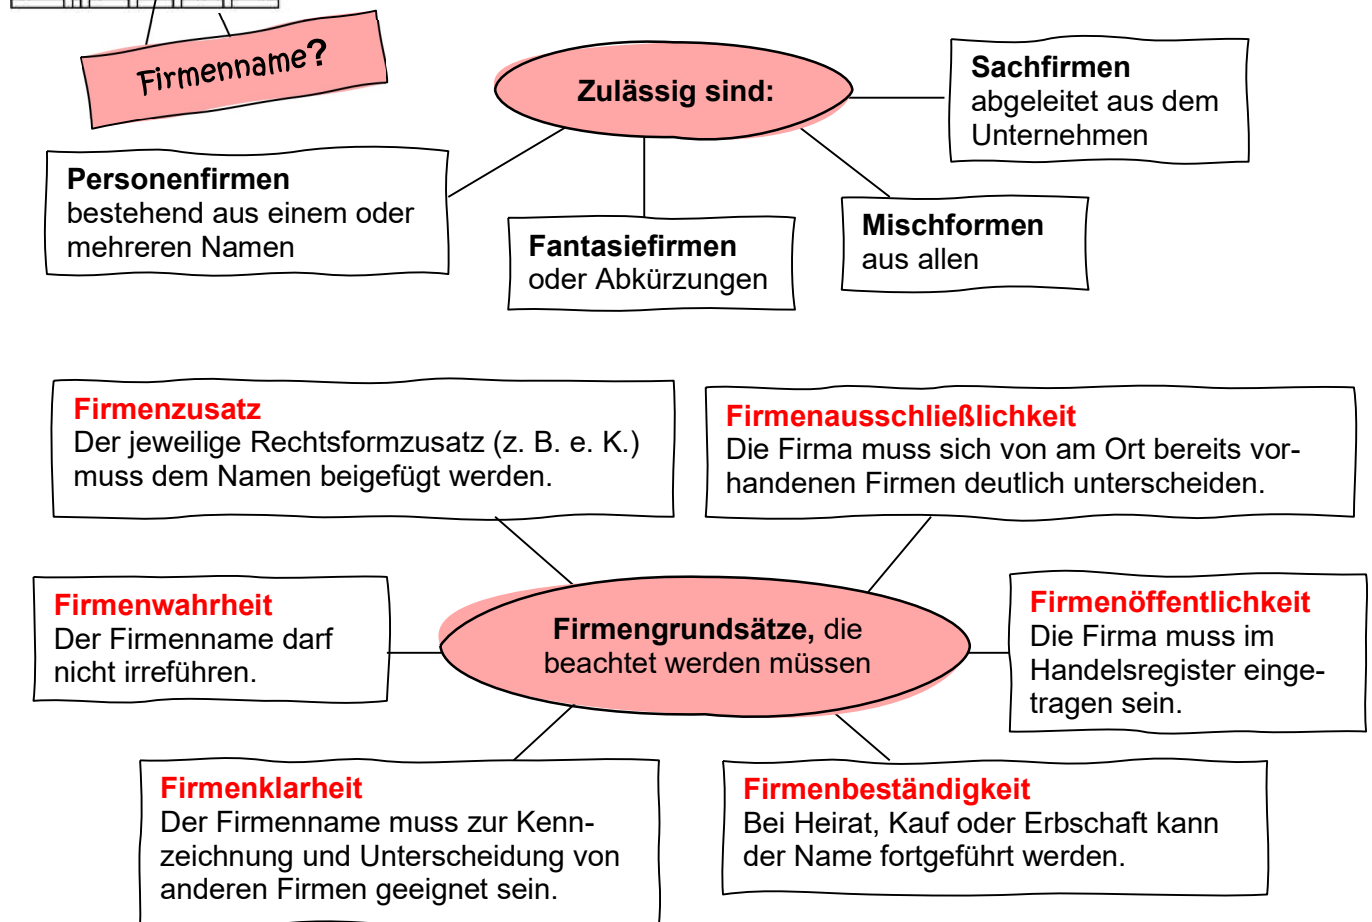 Firmenname?
Zulässig sind:
Sachfirmen
abgeleitet aus dem
Unternehmen
Personenfirmen
bestehend aus einem oder
mehreren Namen
Fantasiefirmen
oder Abkürzungen
Mischformen
aus allen
Firmenzusatz
Der jeweilige Rechtsformzusatz (z. B. e. K.)
muss dem Namen beigefügt werden.
Firmenausschließlichkeit
Die Firma muss sich von am Ort bereits vor-
handenen Firmen deutlich unterscheiden.
Firmenwahrheit
Der Firmenname darf
nicht irreführen.
Firmengrundsätze, die
beachtet werden müssen
Firmenöffentlichkeit
Die Firma muss im
Handelsregister einge-
tragen sein.
Firmenklarheit
Der Firmenname muss zur Kenn-
zeichnung und Unterscheidung von
anderen Firmen geeignet sein.
Firmenbeständigkeit
Bei Heirat, Kauf oder Erbschaft kann
der Name fortgeführt werden.